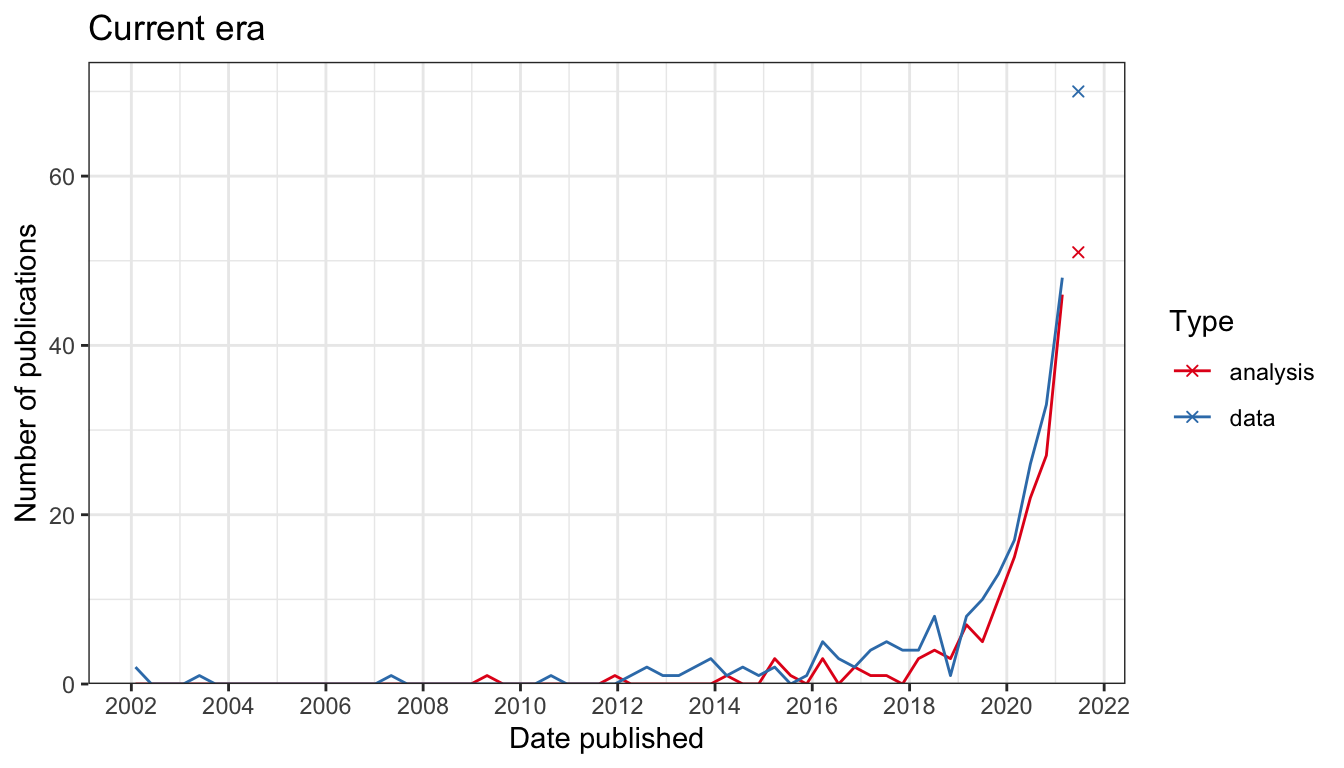 Current era
Number of publications
60
40
20
0
2002 2004 2006 2008 2010 2012 2014 2016 2018 2020 2022
Date published
Type
analysis
data